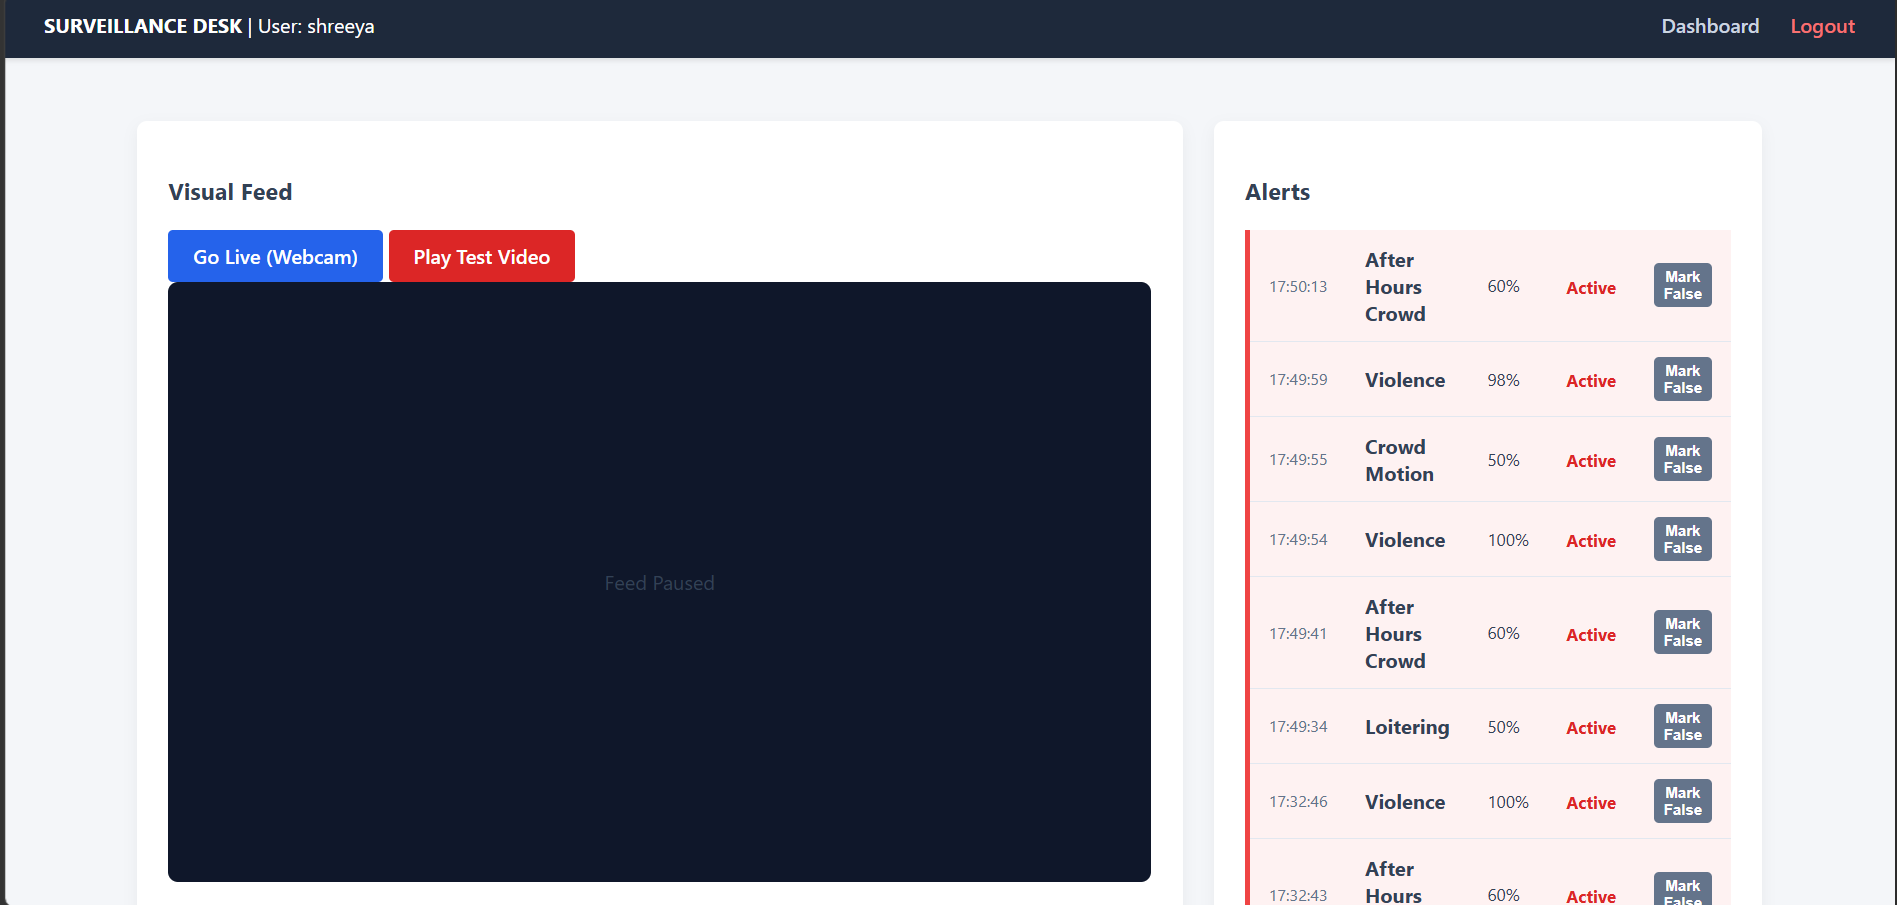 SURVEILLANCE DESK | User: shreeya
Dashboard
Logout
Visual Feed
Go Live (Webcam)
Play Test Video
Feed Paused
Alerts
17:50:13
After
Hours
Crowd
60%
Active
Mark
False
17:49:59
Violence
98%
Active
Mark
False
17:49:55
Crowd
Motion
50%
Active
Mark
False
17:49:54
Violence
100%
Active
Mark
False
17:49:41
After
Hours
Crowd
60%
Active
Mark
False
17:49:34
Loitering
50%
Active
Mark
False
17:32:46
Violence
100%
Active
Mark
False
17:32:43
After
Hours
60%
Active
Mark
False